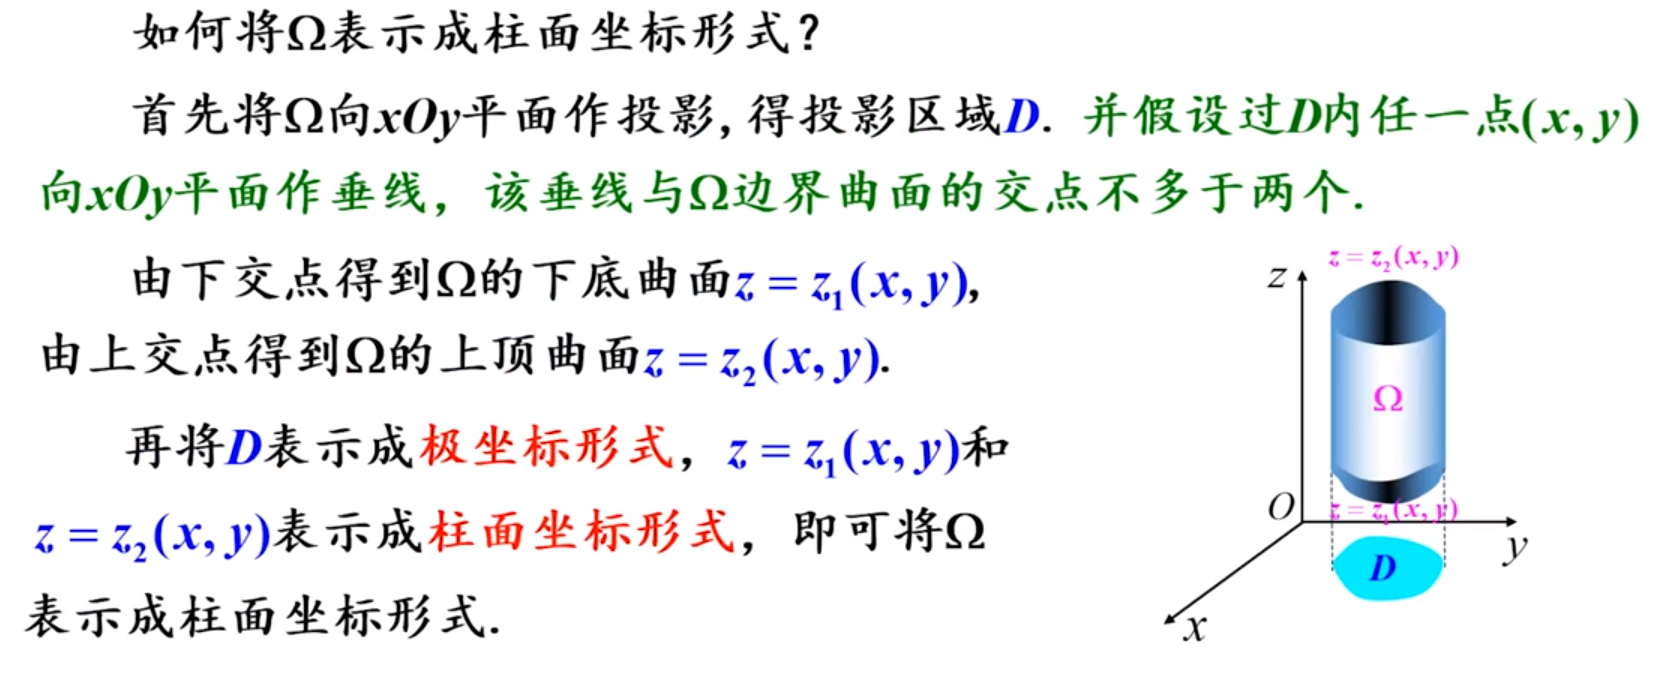 如何将Ω表示成柱面坐标形式？
首先将Ω向xOy平面作投影,得投影区域D. 并假设过D内任一点(x, y)
向xOy平面作垂线，该垂线与Ω边界曲面的交点不多于两个.
由下交点得到Ω的下底曲面z = z₁(x, y),
由上交点得到Ω的上顶曲面z = z₂(x, y).
再将D表示成极坐标形式，z = z₁(x, y)和
z = z₂(x, y)表示成柱面坐标形式，即可将Ω
表示成柱面坐标形式.
z = z₂(x, y)
z
Ω
O
z = z₁(x, y)
y
D
x